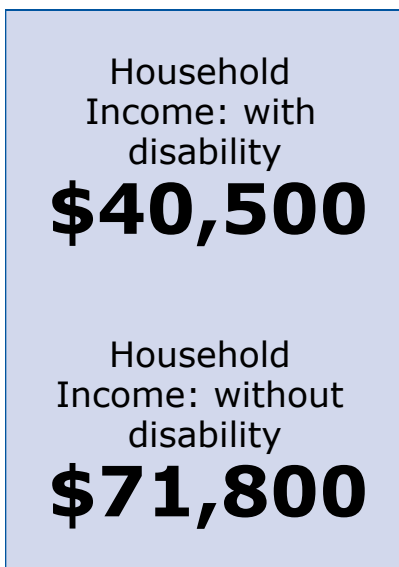 Household
Income: with
disability
$40,500
Household
Income: without
disability
$71,800